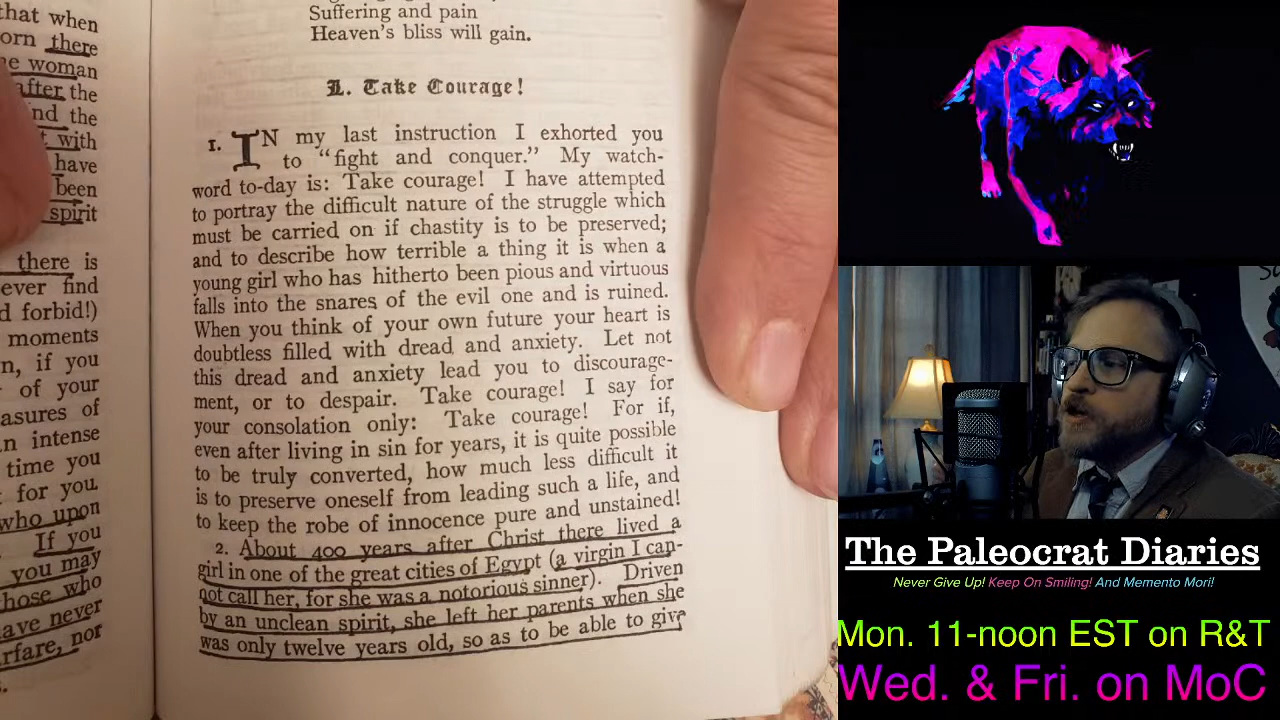 that when
orn there
e woman
after the
nd the
t with
have
been
spirit
there is
ever find
d forbid!)
moments
n, if you
of your
asures of
n intense
time you
for you.
who upon
If you
you may
hose who
ave never
rfare, nor
s.
Suffering and pain
Heaven's bliss will gain.
L. Take Courage!
1. IN my last instruction I exhorted you
to "fight and conquer." My watch-
word to-day is: Take courage! I have attempted
to portray the difficult nature of the struggle which
must be carried on if chastity is to be preserved;
and to describe how terrible a thing it is when a
young girl who has hitherto been pious and virtuous
falls into the snares of the evil one and is ruined.
When you think of your own future your heart is
doubtless filled with dread and anxiety. Let not
this dread and anxiety lead you to discourage-
ment, or to despair. Take courage! I say for
your consolation only: Take courage! For if,
even after living in sin for years, it is quite possible
to be truly converted, how much less difficult it
is to preserve oneself from leading such a life, and
to keep the robe of innocence pure and unstained!
2. About 400 years after Christ there lived a
girl in one of the great cities of Egypt (a virgin I can-
not call her, for she was a notorious sinner). Driven
by an unclean spirit, she left her parents when she
was only twelve years old, so as to be able to give
The Paleocrat Diaries
Never Give Up! Keep On Smiling! And Memento Mori!
Mon. 11-noon EST on R&T
Wed. & Fri. on MoC